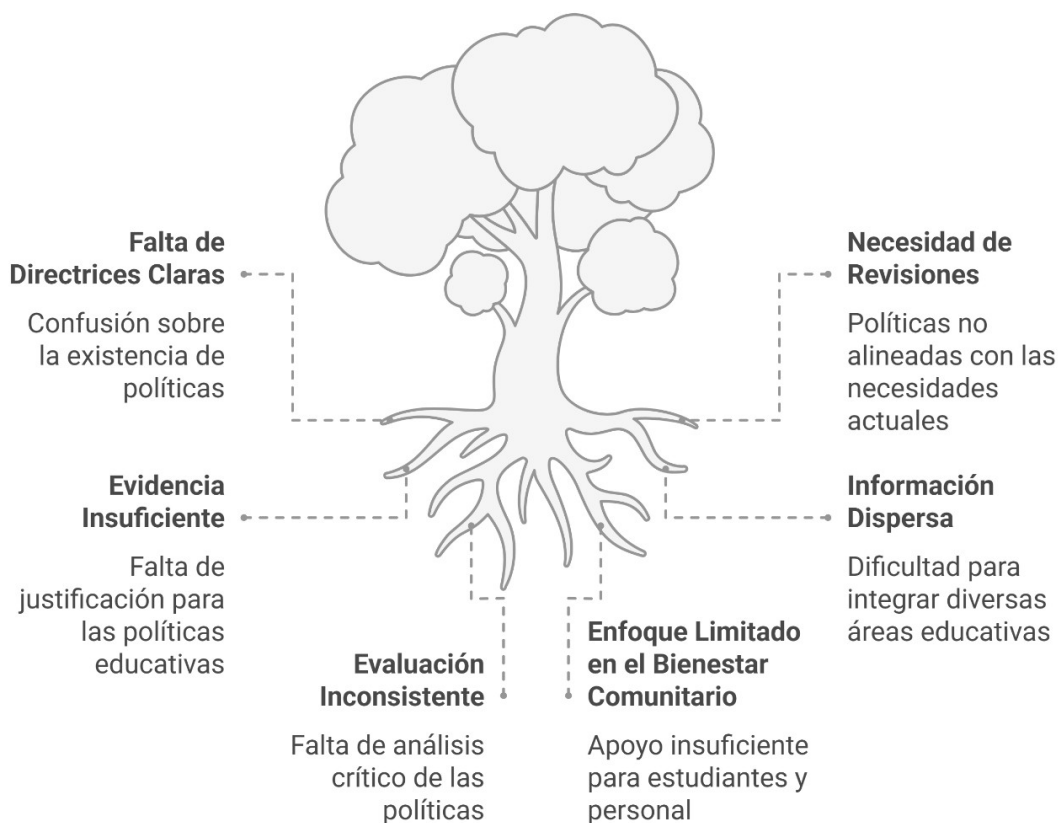 Falta de
Directrices Claras
Confusión sobre
la existencia de
políticas
Evidencia
Insuficiente
Falta de
justificación para
las políticas
educativas
Evaluación
Inconsistente
Falta de análisis
crítico de las
políticas
Enfoque Limitado
en el Bienestar
Comunitario
Apoyo insuficiente
para estudiantes y
personal
Necesidad de
Revisiones
Políticas no
alineadas con las
necesidades
actuales
Información
Dispersa
Dificultad para
integrar diversas
áreas educativas